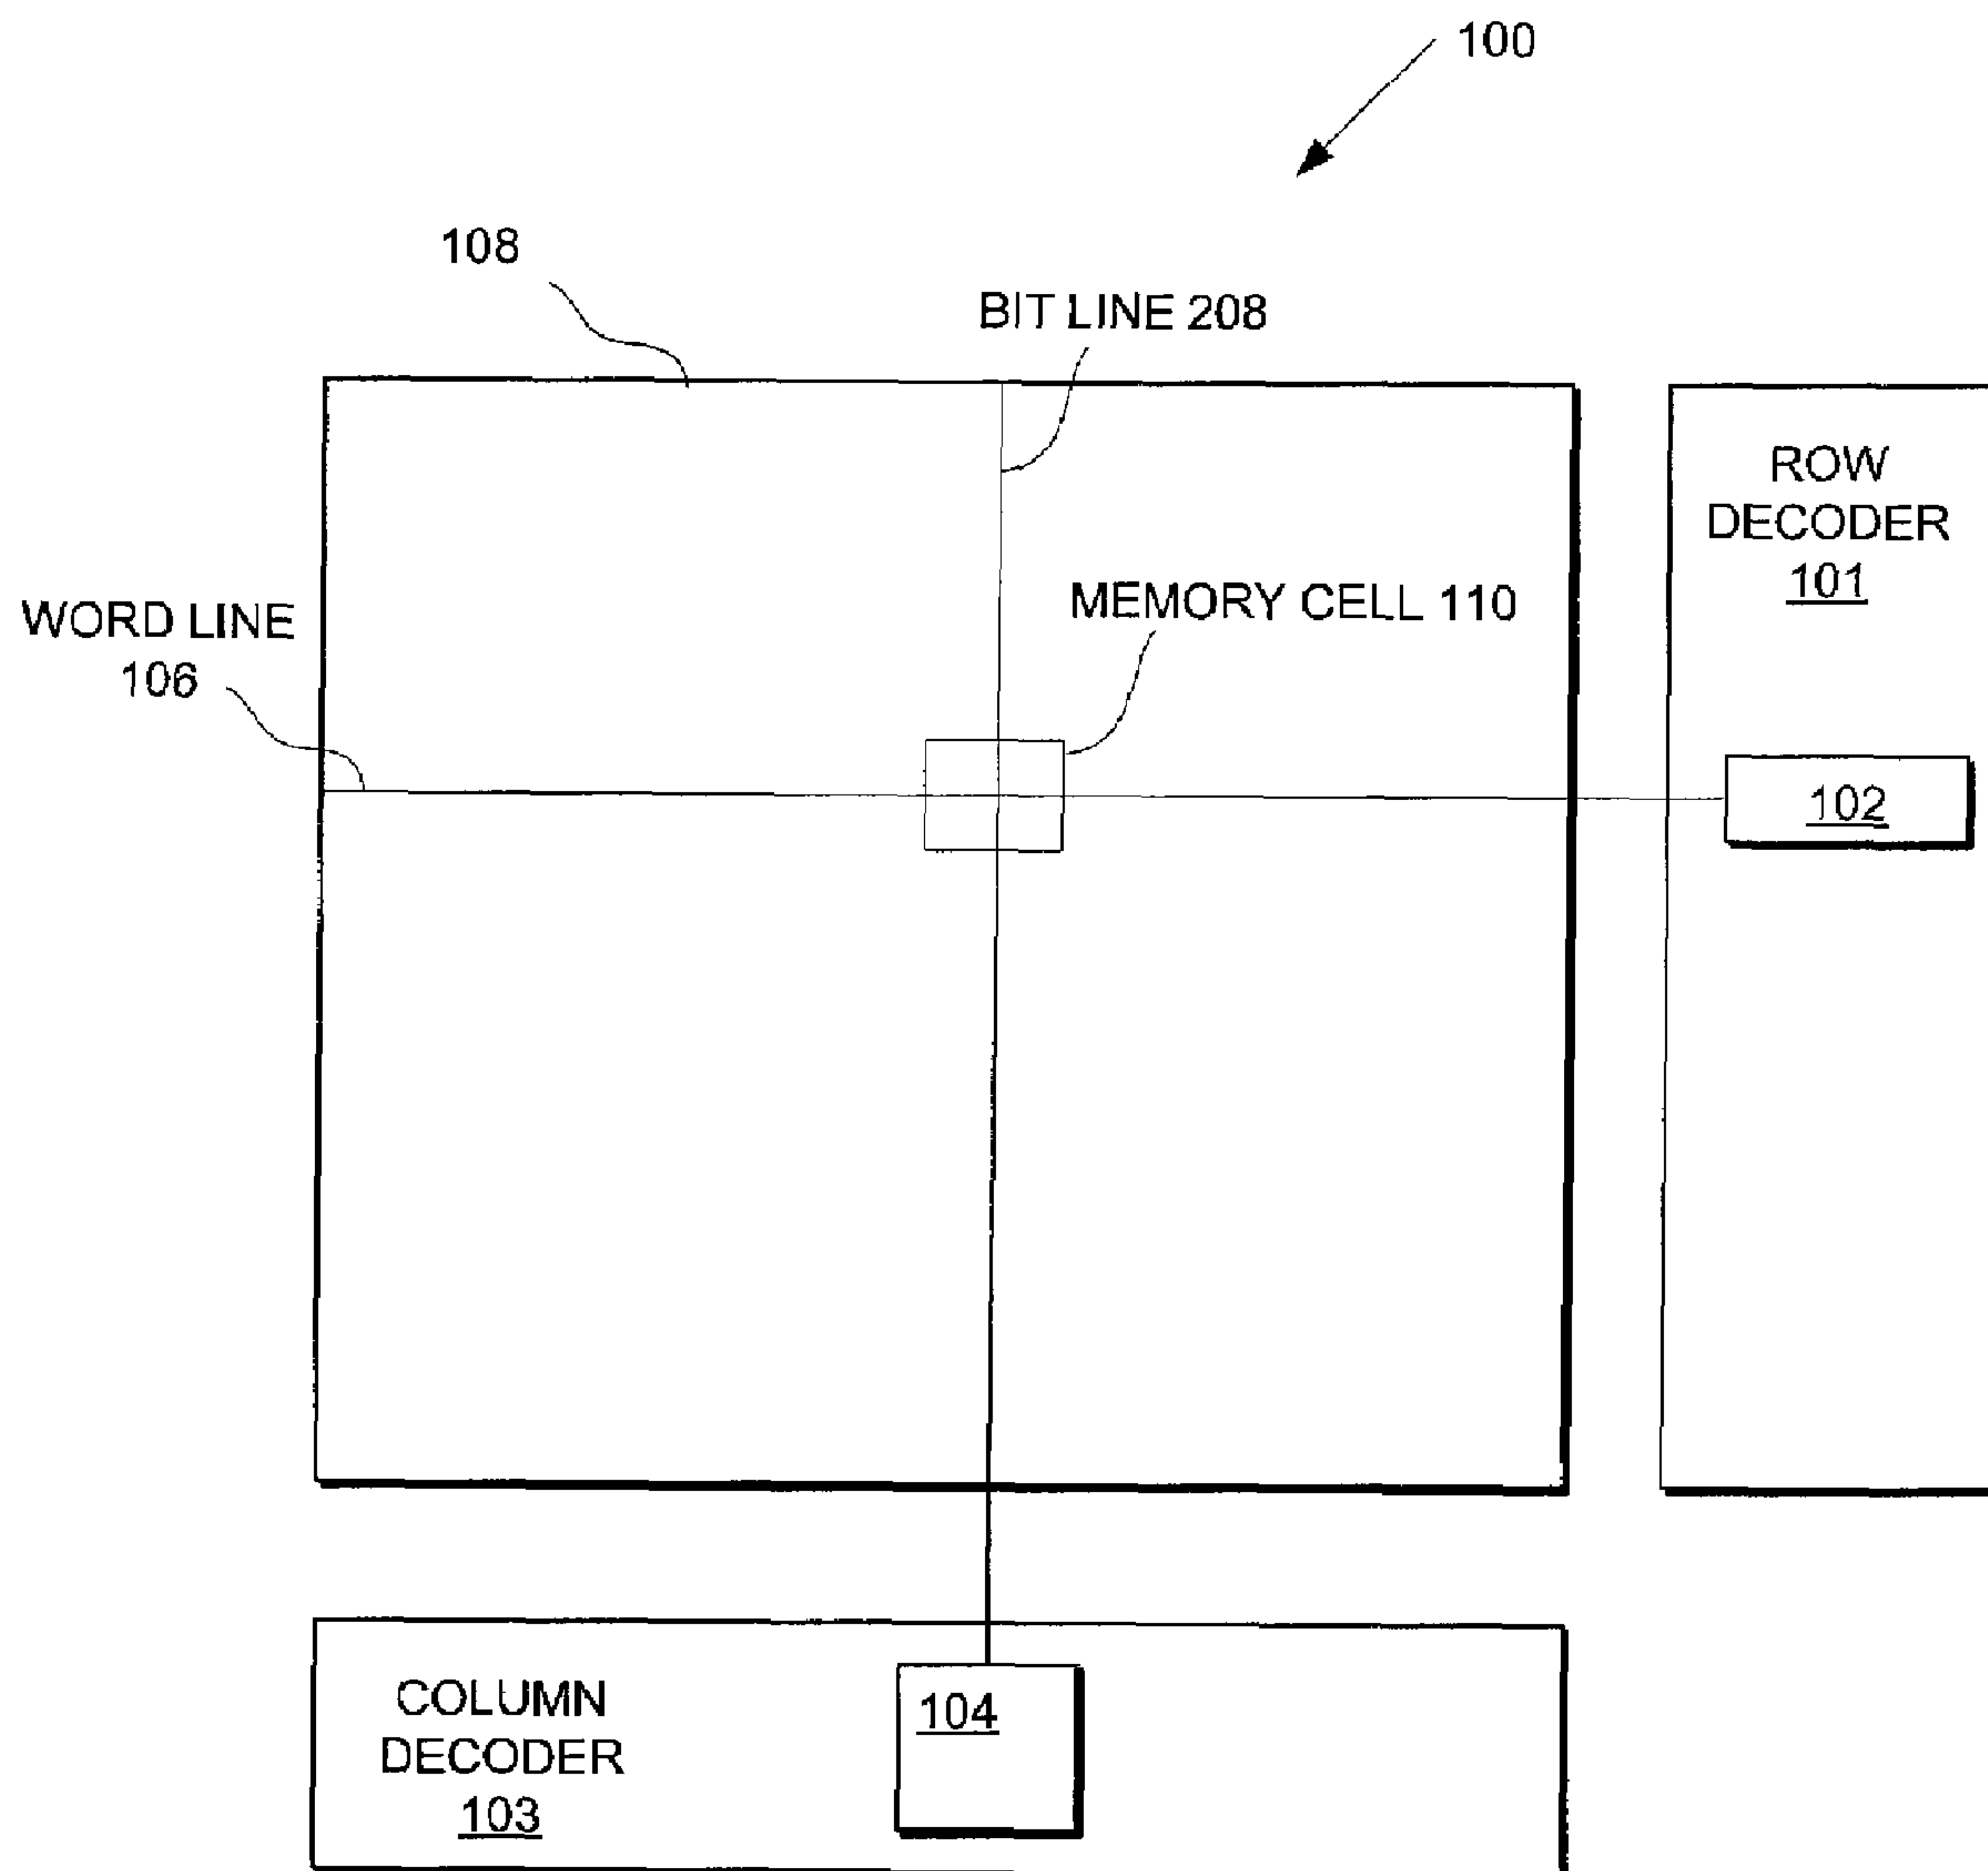 100
108
BIT LINE 208
ROW
DECODER
101
MEMORY CELL 110
WORD LINE
106
102
COLUMN
DECODER
103
104